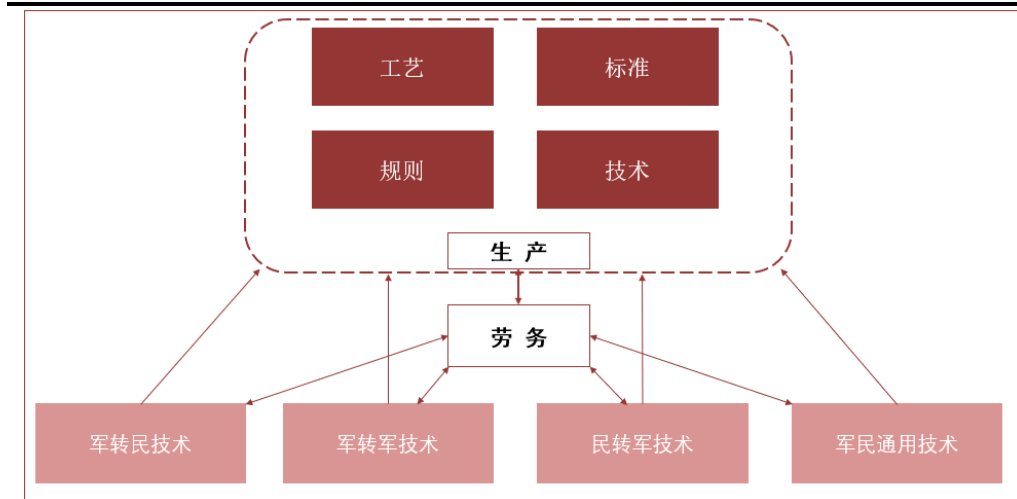 工艺
标准
规则
技术
生 产
劳 务
军转民技术
军转军技术
民转军技术
军民通用技术